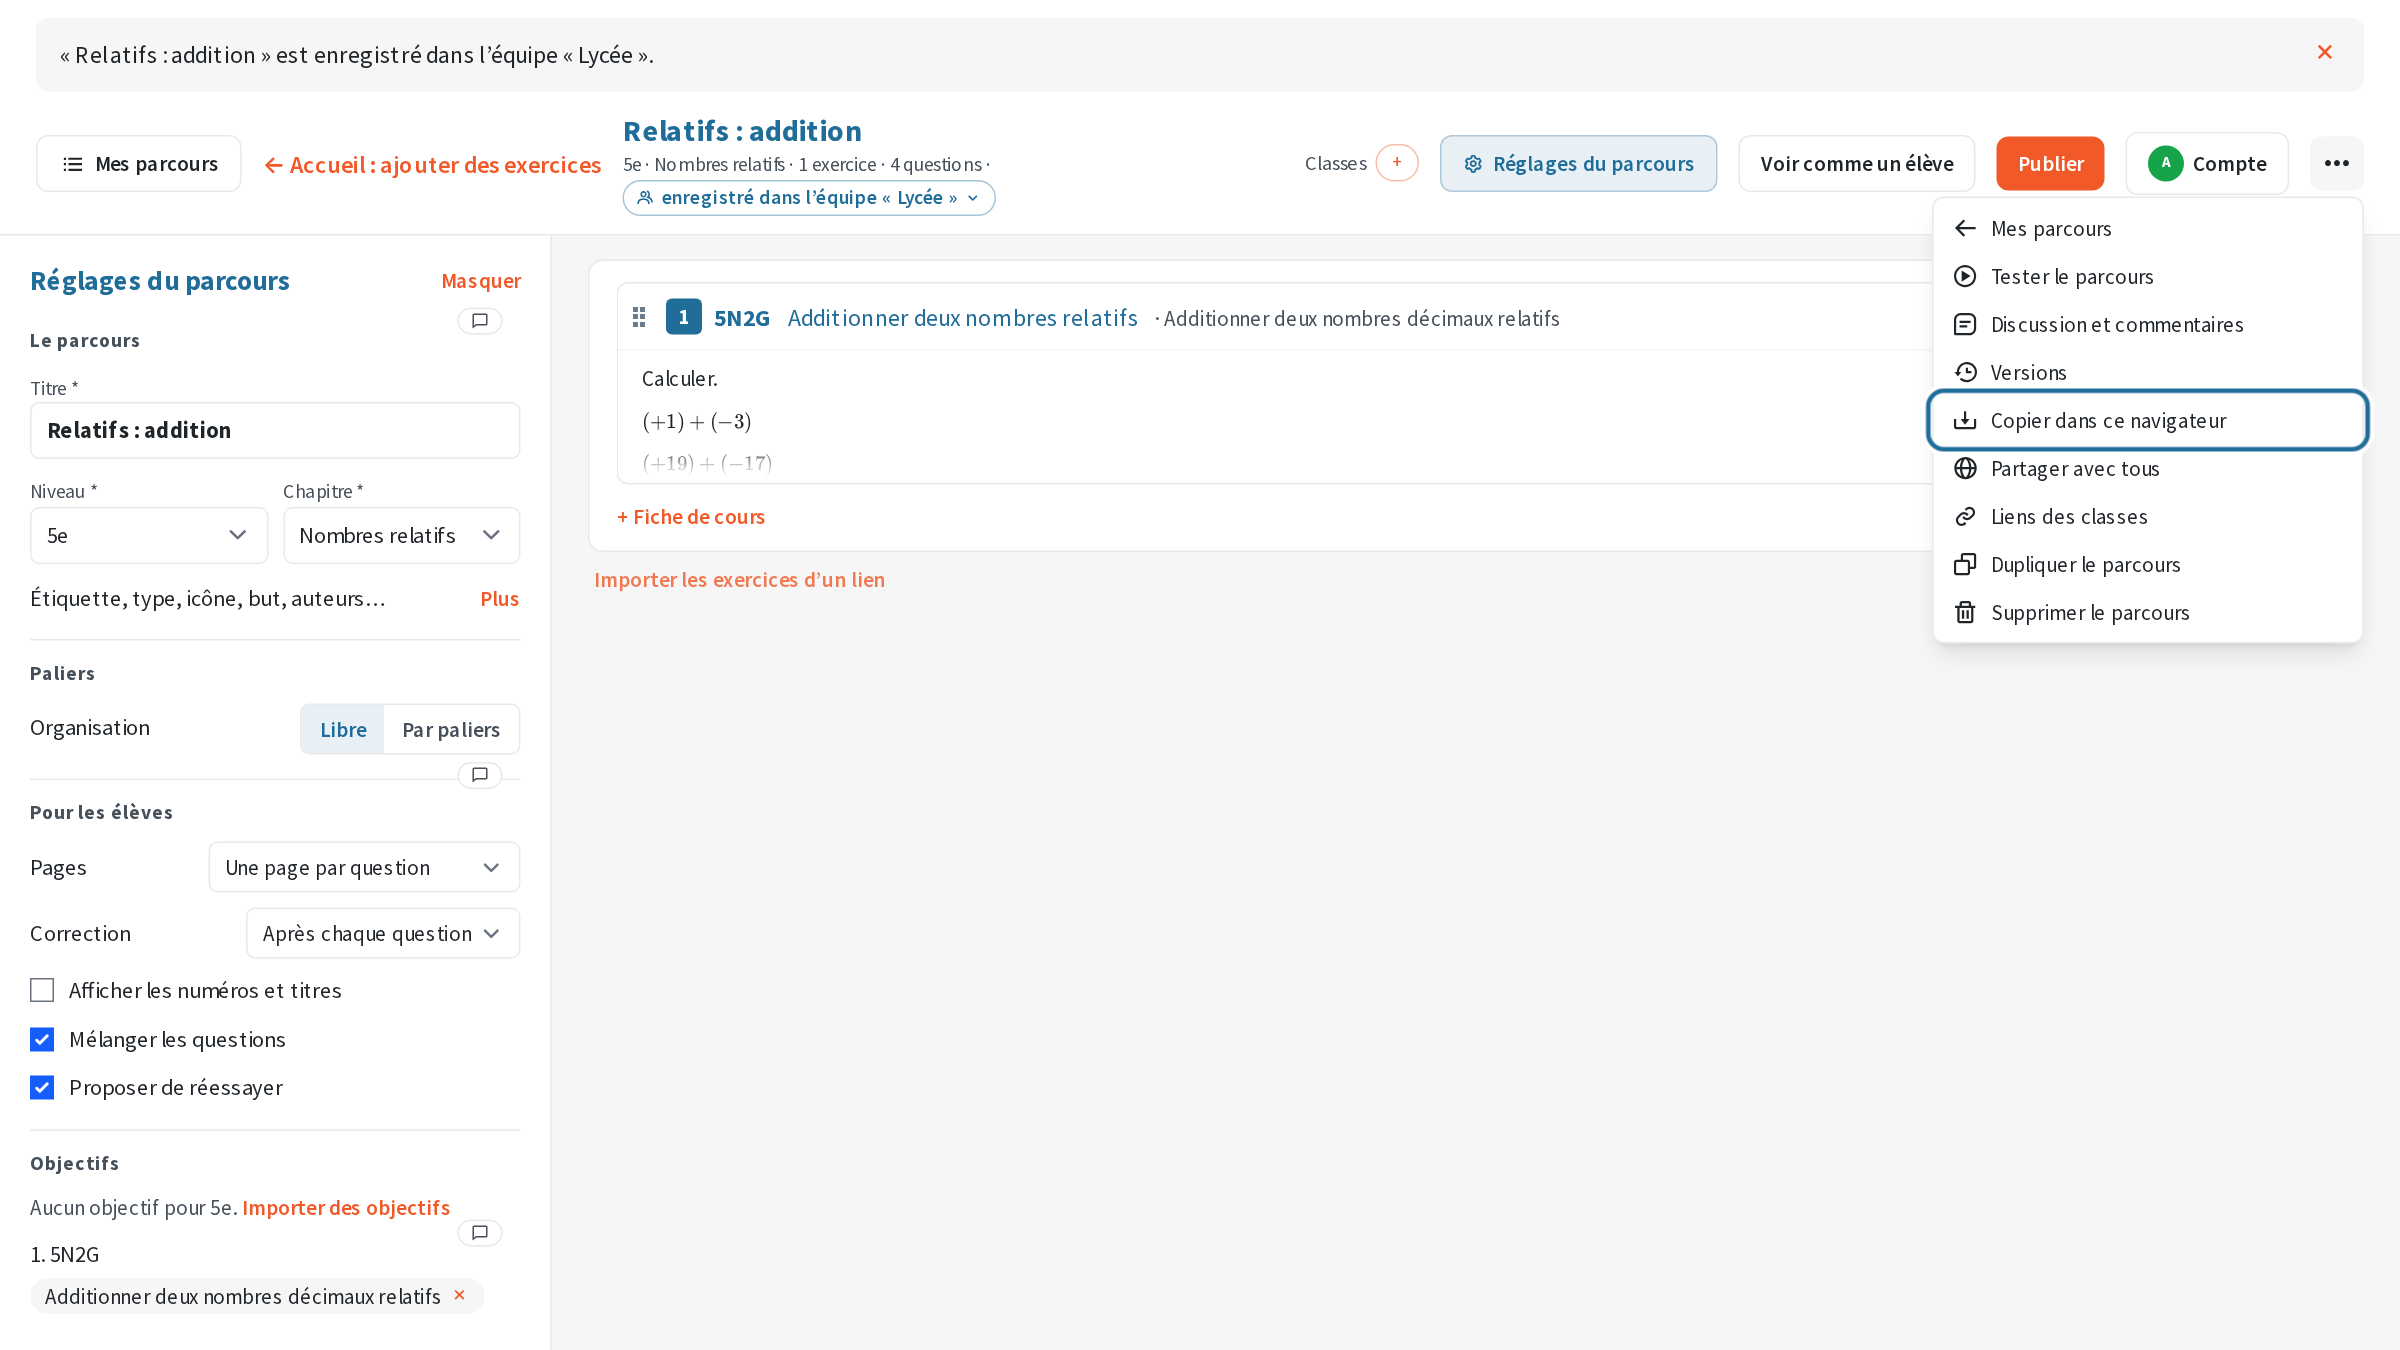 « Relatifs : addition » est enregistré dans l’équipe « Lycée ».
Mes parcours
← Accueil : ajouter des exercices
Relatifs : addition
5e · Nombres relatifs · 1 exercice · 4 questions ·
enregistré dans l’équipe « Lycée »
Classes
+
Réglages du parcours
Voir comme un élève
Publier
A
Compte
Mes parcours
Tester le parcours
Discussion et commentaires
Versions
Copier dans ce navigateur
Partager avec tous
Liens des classes
Dupliquer le parcours
Supprimer le parcours
Réglages du parcours
Masquer
Le parcours
Titre *
Relatifs : addition
Niveau *
Chapitre *
5e
Nombres relatifs
Étiquette, type, icône, but, auteurs…
Plus
Paliers
Organisation
Libre
Par paliers
Pour les élèves
Pages
Une page par question
Correction
Après chaque question
Afficher les numéros et titres
Mélanger les questions
Proposer de réessayer
Objectifs
Aucun objectif pour 5e. Importer des objectifs
1. 5N2G
Additionner deux nombres décimaux relatifs
1 5N2G Additionner deux nombres relatifs · Additionner deux nombres décimaux relatifs
Calculer.
(+1) + (−3)
(+19) + (−17)
+ Fiche de cours
Importer les exercices d’un lien